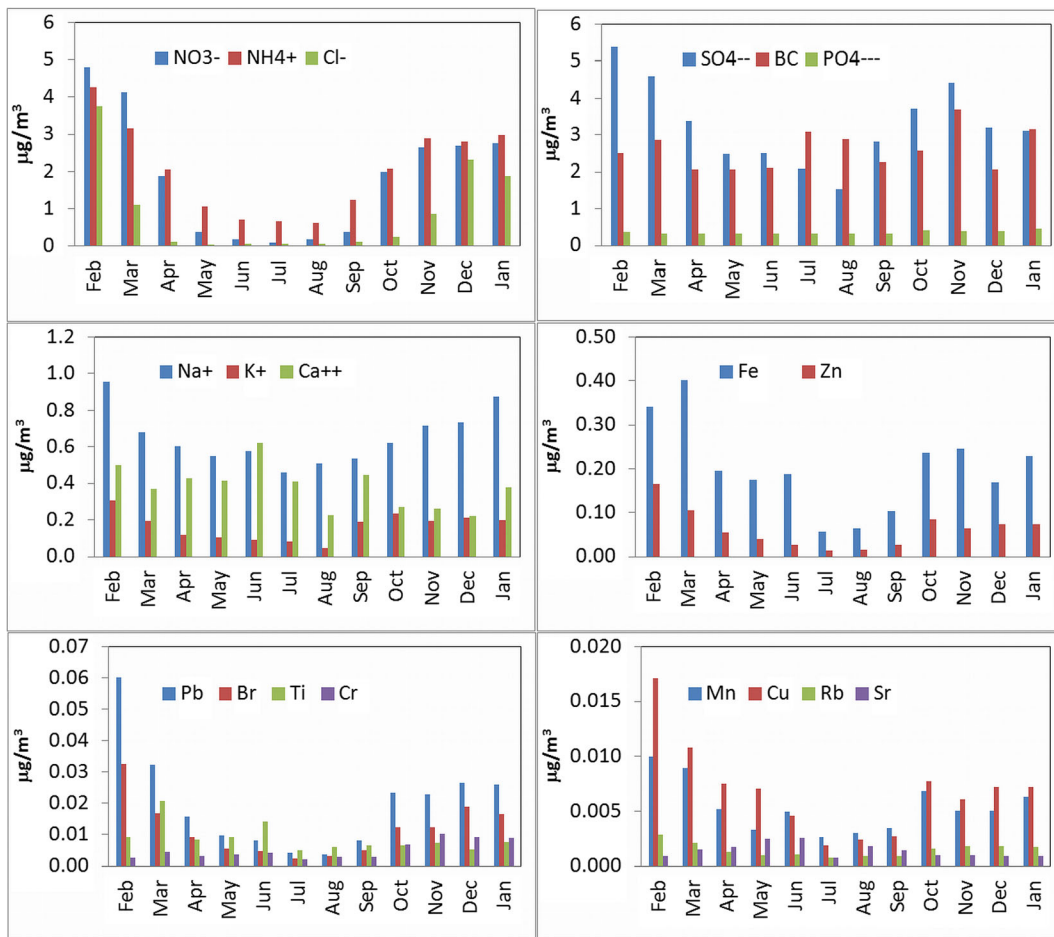 6
5
4
3
2
1
0
µg/m³
NO3- NH4+ Cl-
Feb Mar Apr May Jun Jul Aug Sep Oct Nov Dec Jan
6
5
4
3
2
1
0
µg/m³
SO4-- BC PO4---
Feb Mar Apr May Jun Jul Aug Sep Oct Nov Dec Jan
1.2
1.0
0.8
0.6
0.4
0.2
0.0
µg/m³
Na+ K+ Ca++
Feb Mar Apr May Jun Jul Aug Sep Oct Nov Dec Jan
0.50
0.40
0.30
0.20
0.10
0.00
µg/m³
Fe Zn
Feb Mar Apr May Jun Jul Aug Sep Oct Nov Dec Jan
0.07
0.06
0.05
0.04
0.03
0.02
0.01
0.00
µg/m³
Pb Br Ti Cr
Feb Mar Apr May Jun Jul Aug Sep Oct Nov Dec Jan
0.020
0.015
0.010
0.005
0.000
µg/m³
Mn Cu Rb Sr
Feb Mar Apr May Jun Jul Aug Sep Oct Nov Dec Jan